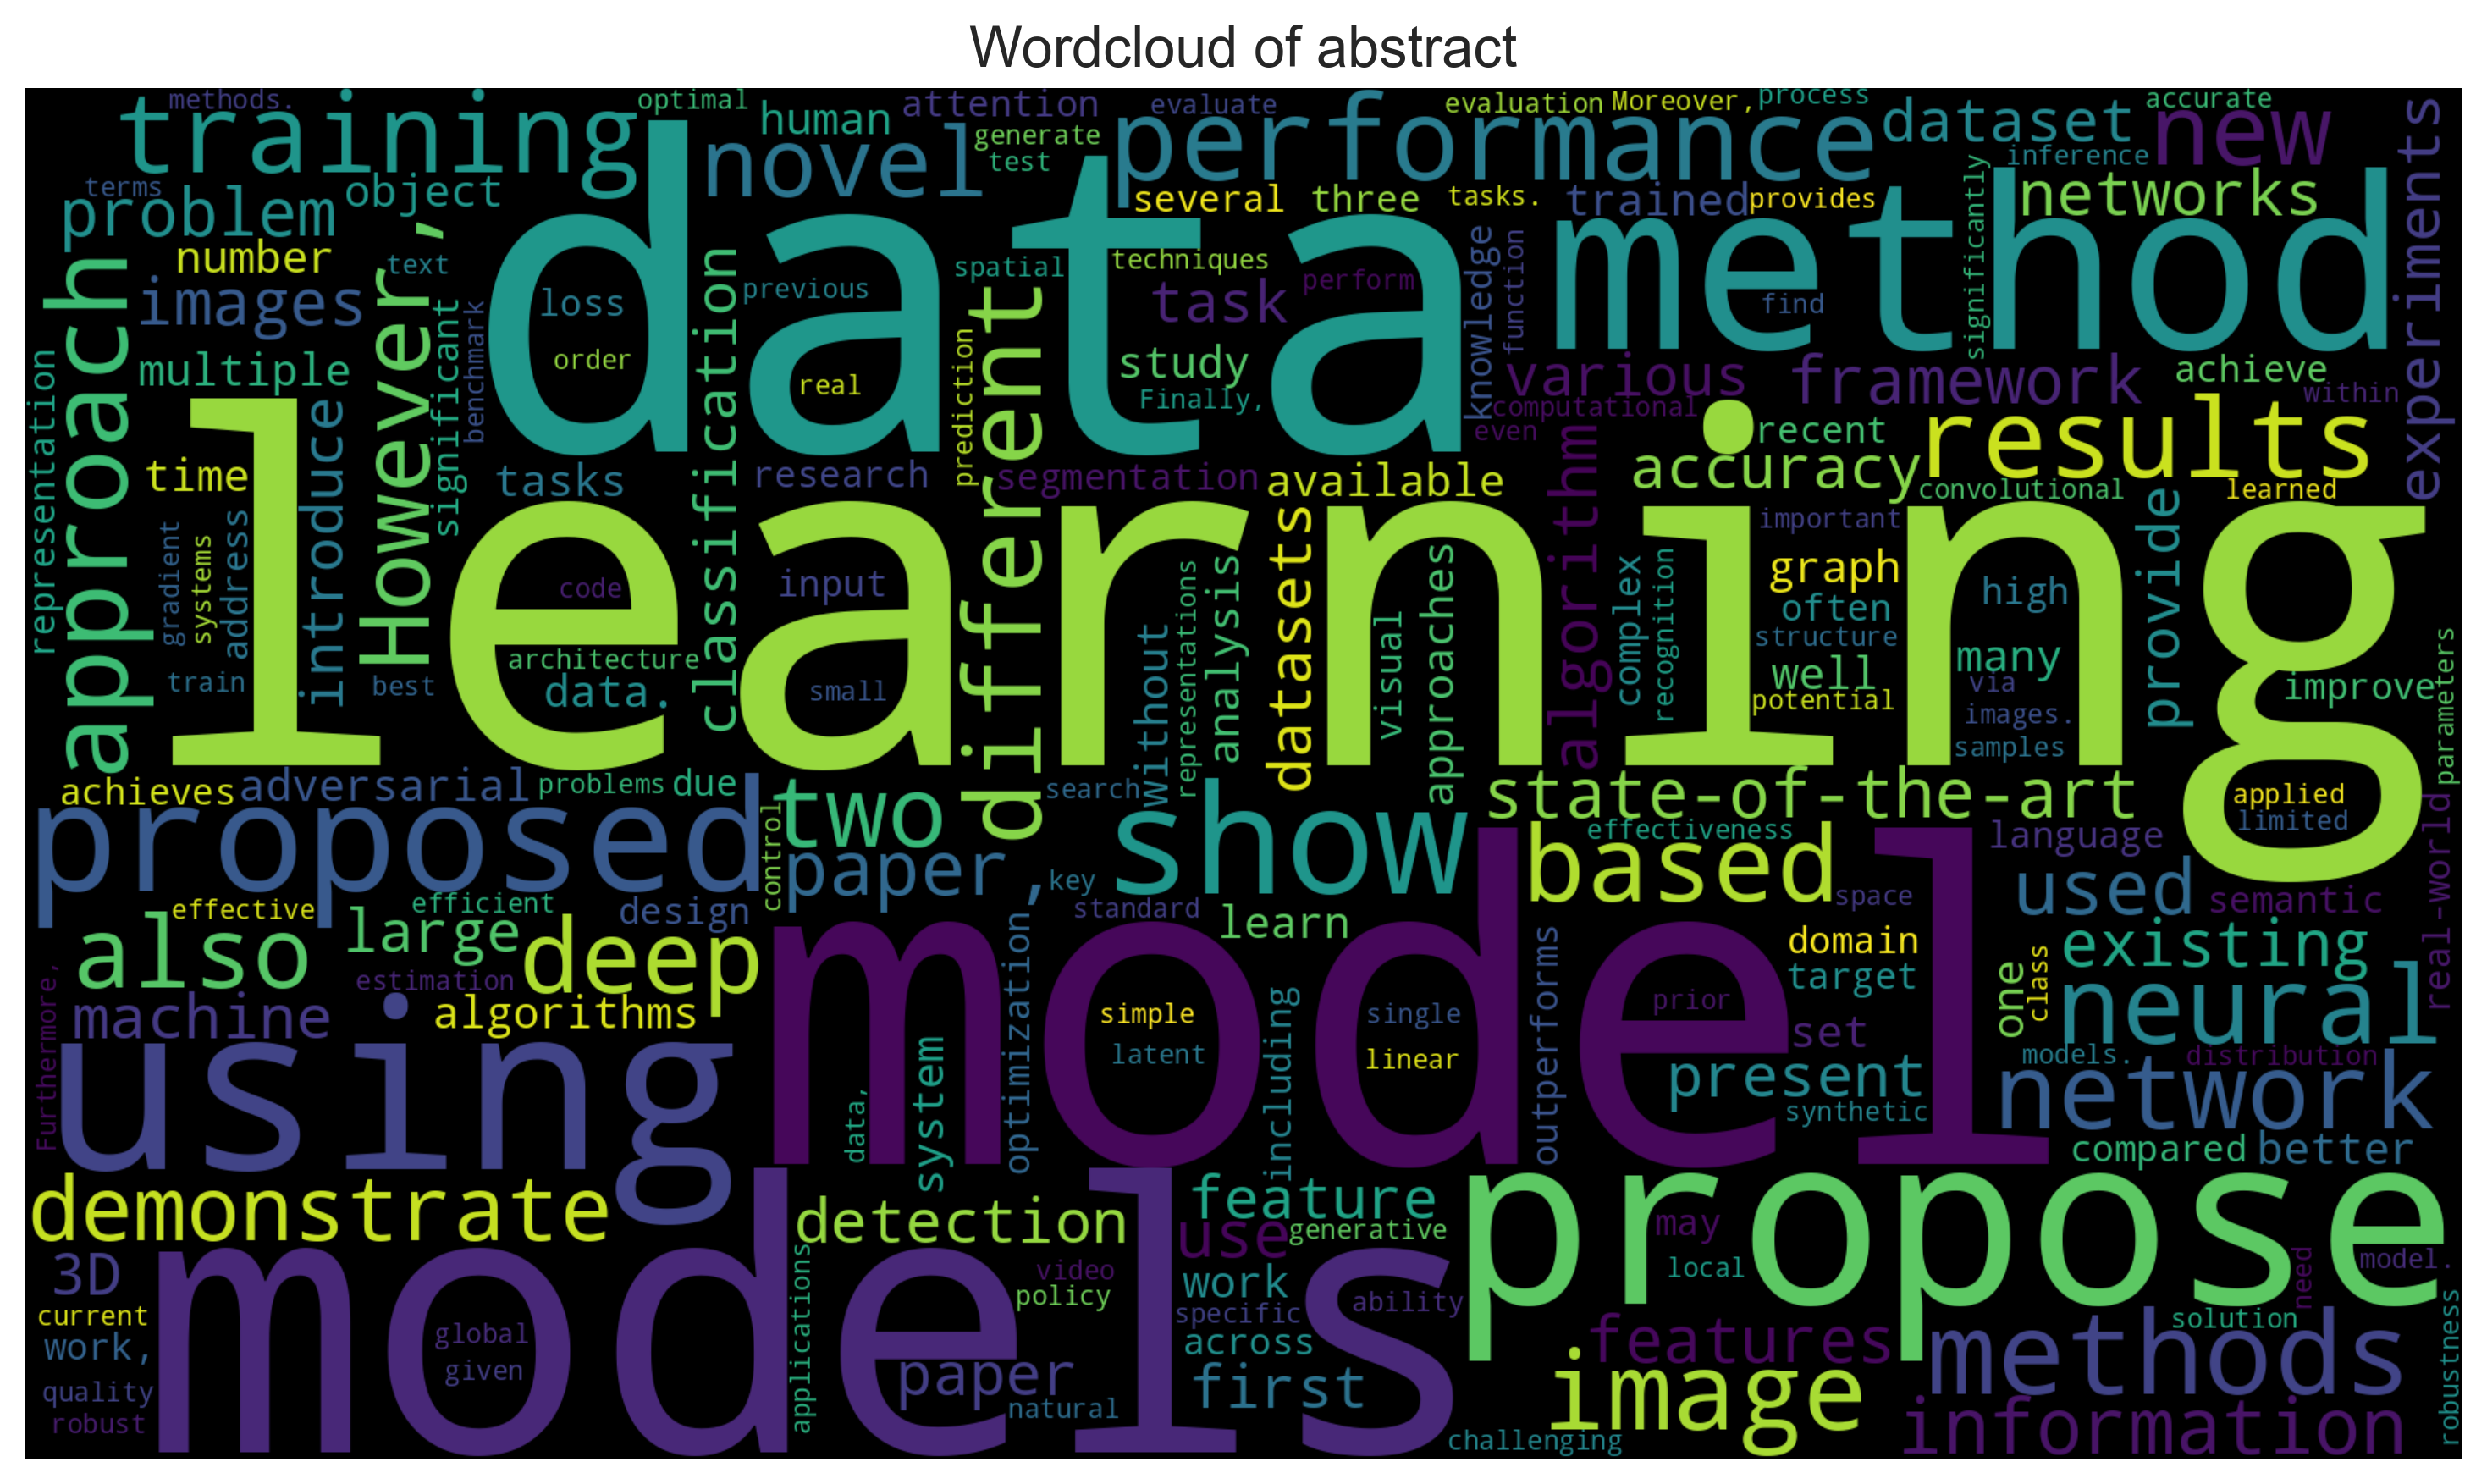 Wordcloud of abstract
methods.
optimal
attention
evaluate
evaluation
Moreover,
process
accurate
training
human
generate
performance
dataset
new
novel
test
inference
terms
object
several
three
tasks.
trained
provides
networks
problem
data
method
experiments
However,
number
text
spatial
techniques
perform
knowledge
function
significantly
images
loss
previous
task
find
approach
order
real
study
Finally,
multiple
significant
benchmark
classification
different
prediction
various
framework
achieve
computational
within
even
representation
introduce
recent
results
time
tasks
research
segmentation
available
algorithm
accuracy
convolutional
learned
learning
gradient
systems
address
code
input
datasets
important
graph
high
often
provide
architecture
analysis
approaches
complex
recognition
structure
many
train
best
data.
small
without
representations
visual
well
potential
via
images.
samples
improve
parameters
achieves
adversarial
problems
due
search
state-of-the-art
applied
limited
proposed
control
two
show
effectiveness
language
real-world
paper,
key
based
space
used
semantic
effective
efficient
design
standard
learn
also
large
deep
model
domain
existing
Furthermore,
estimation
optimization,
outperforms
target
one
class
machine
algorithms
simple
single
prior
set
neural
using
latent
linear
models.
distribution
data,
system
including
present
synthetic
network
compared
better
demonstrate
detection
feature
propose
use
generative
may
3D
models
applications
video
policy
work
local
need
model.
current
specific
ability
solution
robustness
work,
global
across
features
methods
given
paper
first
image
quality
natural
robust
challenging
information